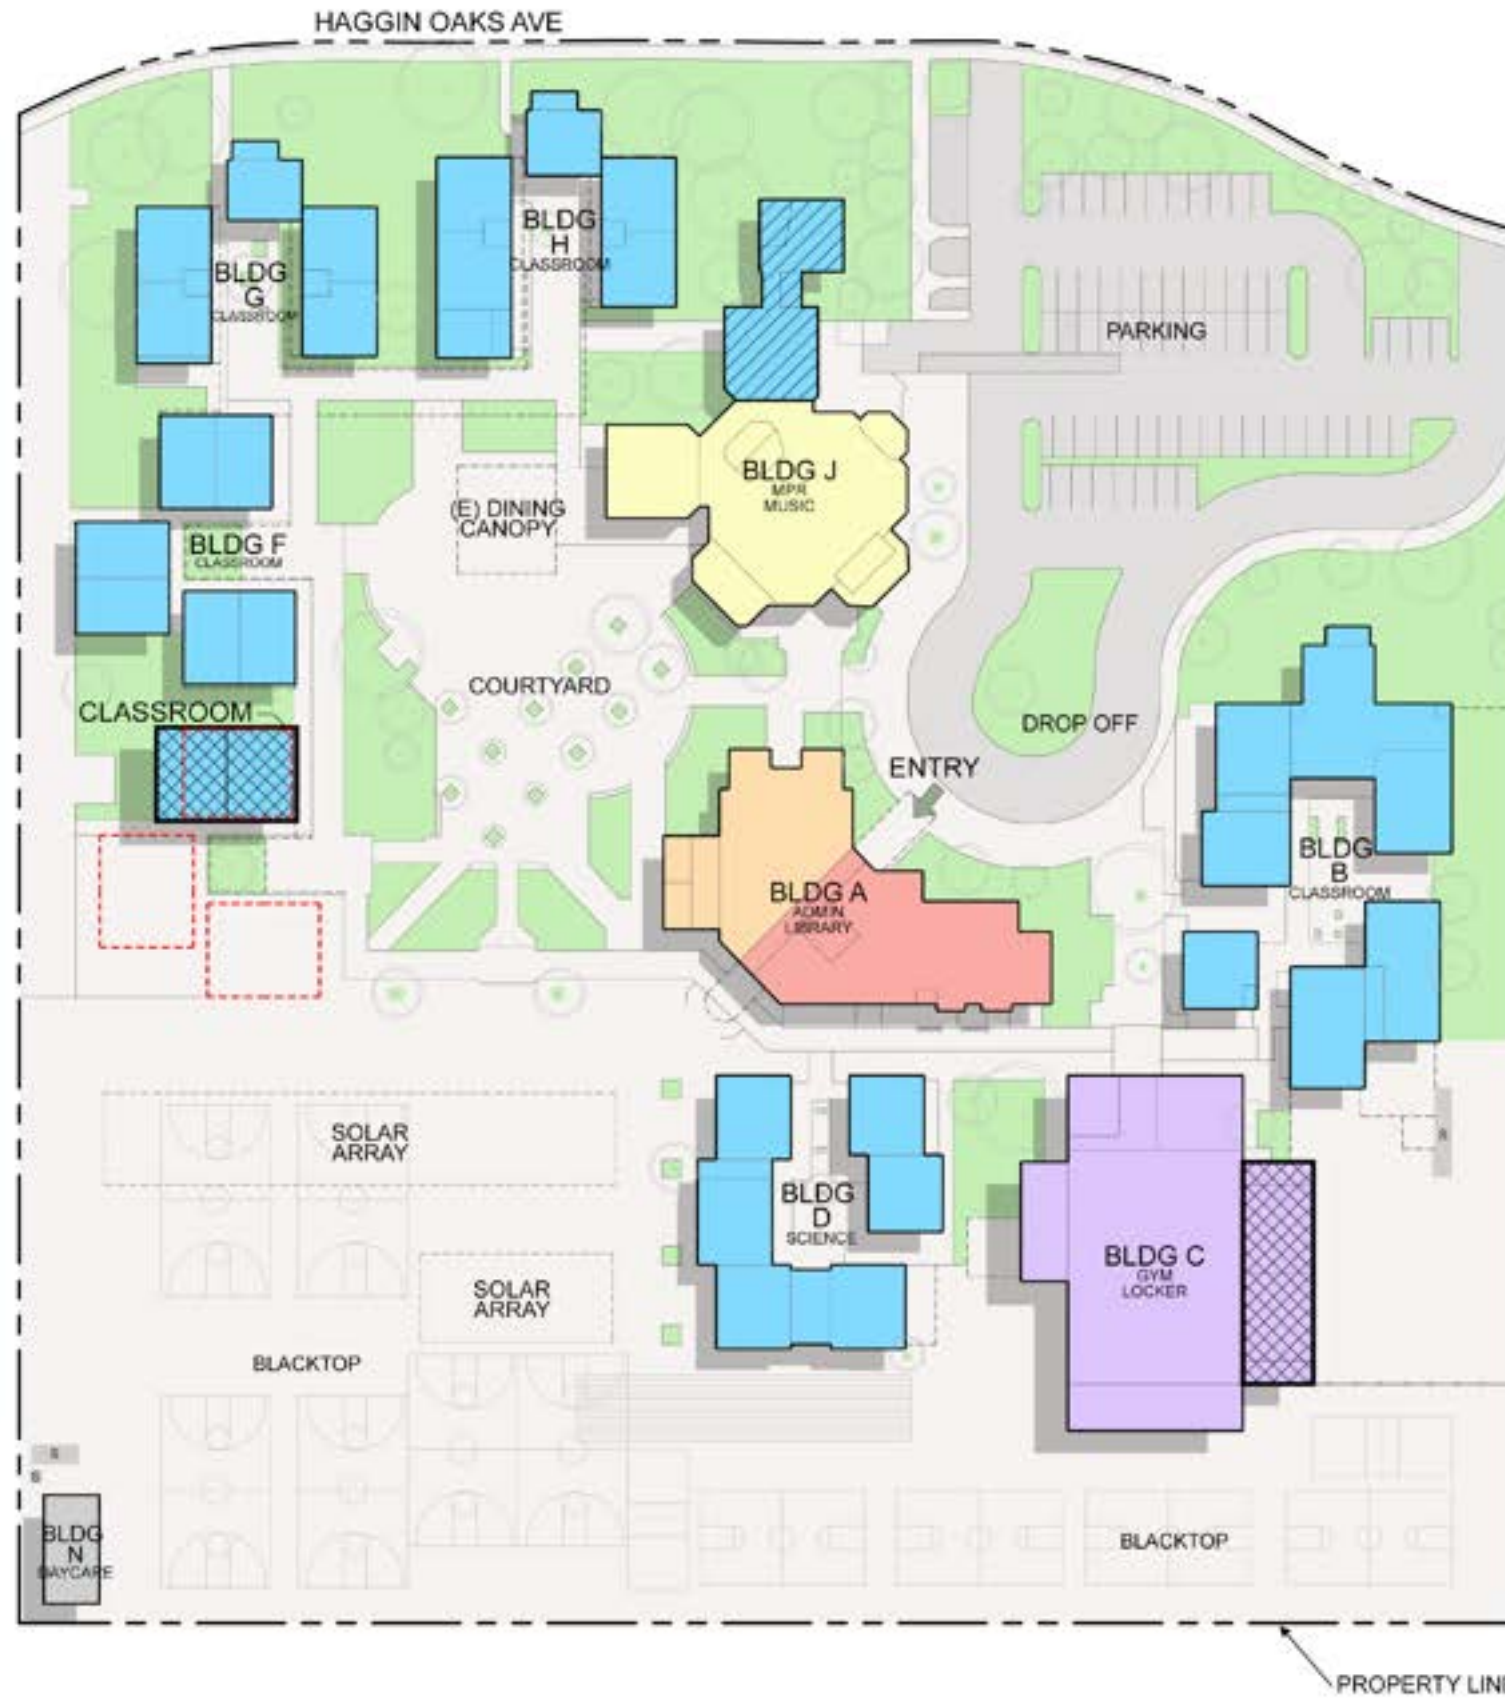 HAGGIN OAKS AVE
BLDG
H
CLASSROOM
BLDG
G
CLASSROOM
PARKING
BLDG J
MPR
MUSIC
(E) DINING
CANOPY
BLDG F
CLASSROOM
COURTYARD
CLASSROOM
DROP OFF
ENTRY
BLDG
B
CLASSROOM
BLDG A
ADMIN
LIBRARY
SOLAR
ARRAY
BLDG
D
SCIENCE
BLDG C
GYM
LOCKER
SOLAR
ARRAY
BLACKTOP
BLDG
N
DAYCARE
BLACKTOP
PROPERTY LIN